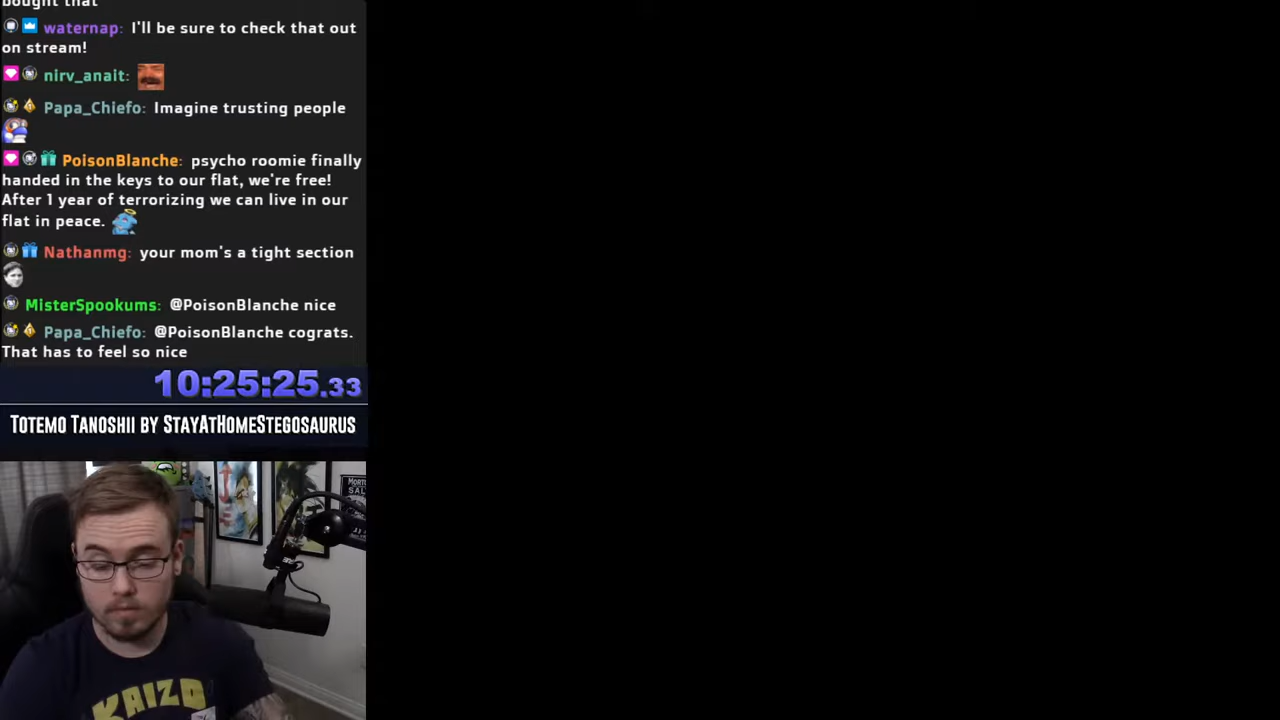 bought that
waternap: I'll be sure to check that out
on stream!
nirv_anait:
Papa_Chiefo: Imagine trusting people
PoisonBlanche: psycho roomie finally
handed in the keys to our flat, we're free!
After 1 year of terrorizing we can live in our
flat in peace.
Nathanmg: your mom's a tight section
MisterSpookums: @PoisonBlanche nice
Papa_Chiefo: @PoisonBlanche cograts.
That has to feel so nice
10:25:25.33
Totemo Tanoshii by StayAtHomeStegosaurus
KAIZO